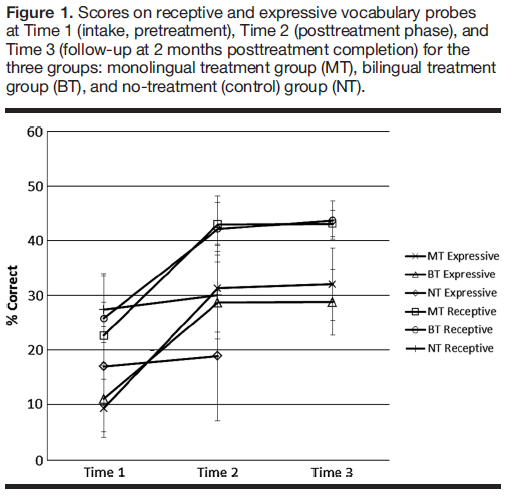 Figure 1. Scores on receptive and expressive vocabulary probes
at Time 1 (intake, pretreatment), Time 2 (posttreatment phase), and
Time 3 (follow-up at 2 months posttreatment completion) for the
three groups: monolingual treatment group (MT), bilingual treatment
group (BT), and no-treatment (control) group (NT).
60
50
40
30
20
10
0
% Correct
Time 1 Time 2 Time 3
MT Expressive
BT Expressive
NT Expressive
MT Receptive
BT Receptive
NT Receptive